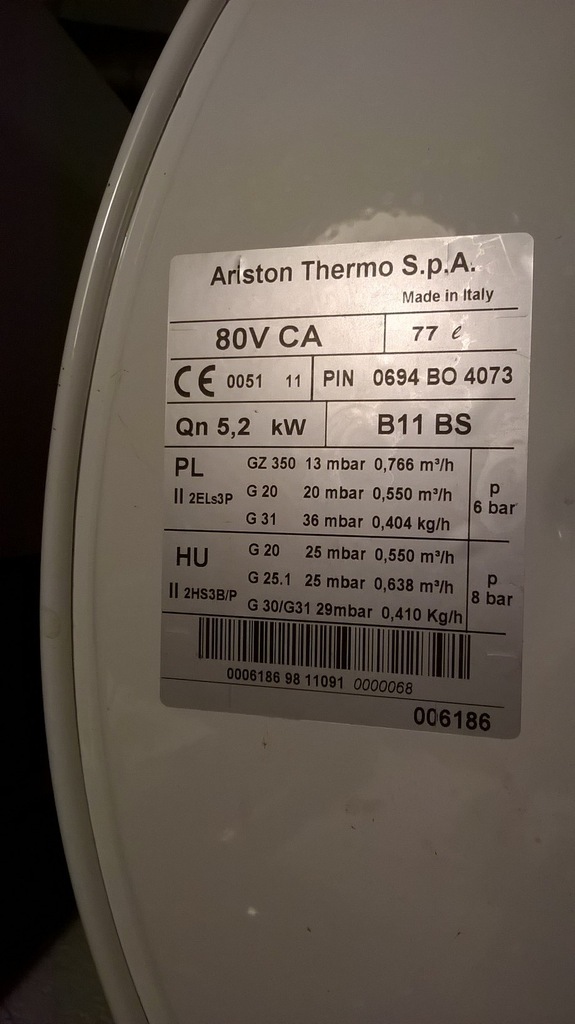 Ariston Thermo S.p.A.
Made in Italy
80V CA 77 ℓ
CE 0051 11 PIN 0694 BO 4073
Qn 5,2 kW B11 BS
PL GZ 350 13 mbar 0,766 m³/h
II 2ELs3P G 20 20 mbar 0,550 m³/h p 6 bar
G 31 36 mbar 0,404 kg/h
HU G 20 25 mbar 0,550 m³/h
G 25.1 25 mbar 0,638 m³/h p 8 bar
II 2HS3B/P G 30/G31 29mbar 0,410 Kg/h
0006186 98 11091 0000068
006186